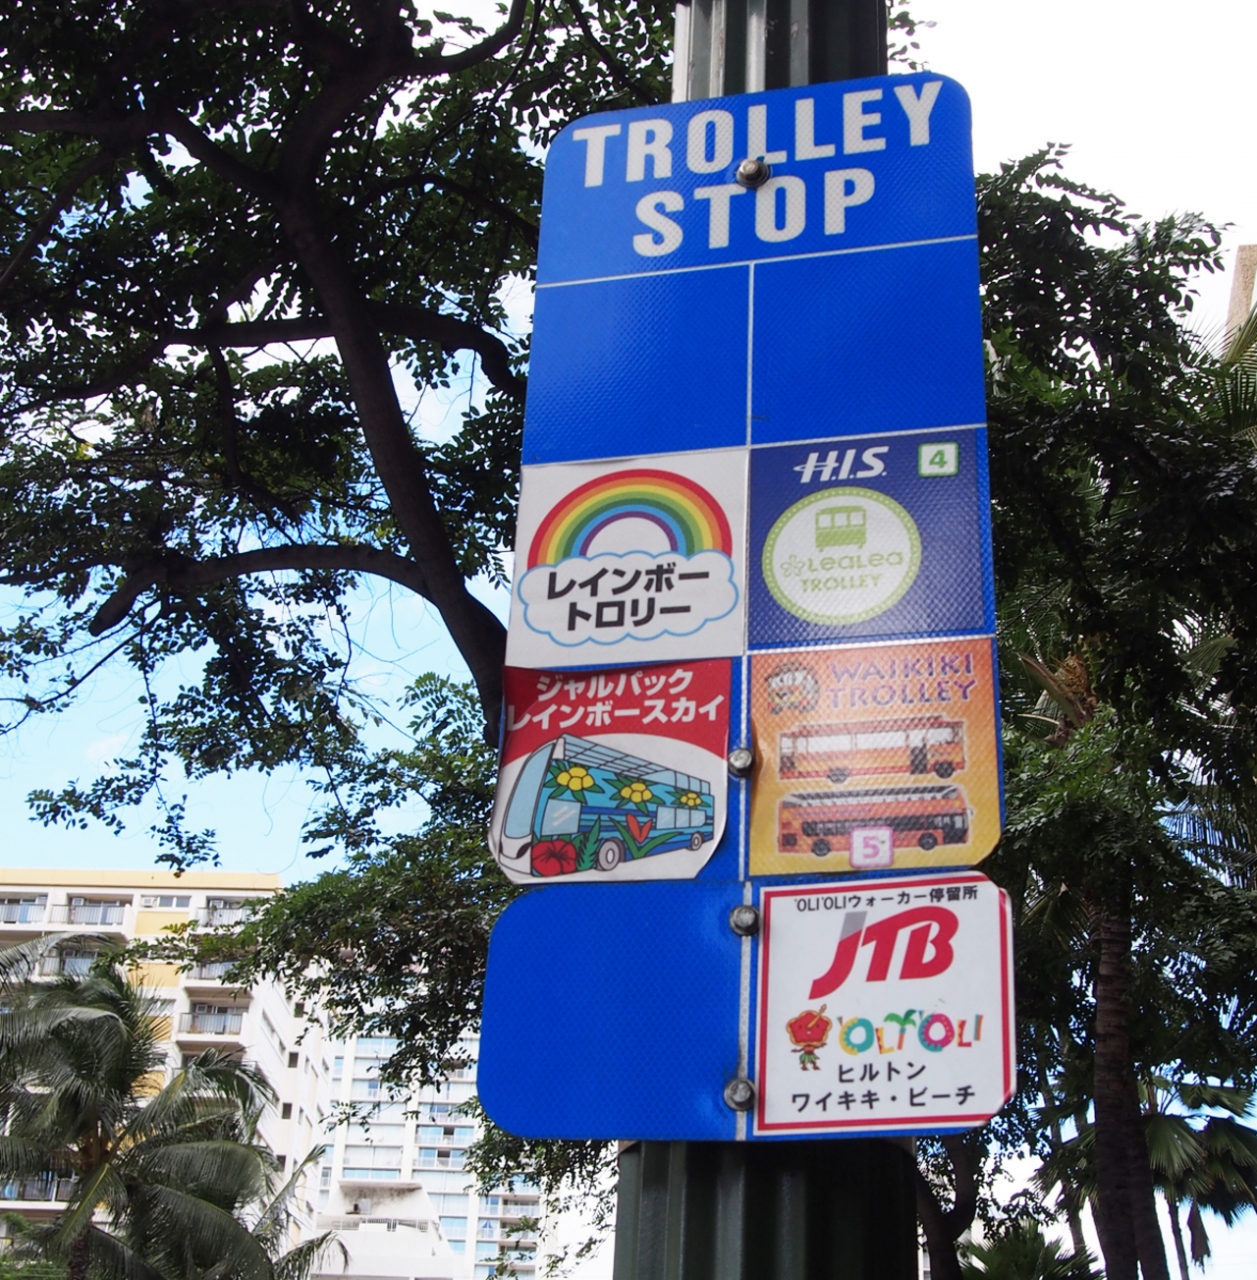 TROLLEY
STOP
レインボー
トロリー
H.I.S.
4
LeaLea
TROLLEY
ジャルパック
レインボースカイ
WAIKIKI
TROLLEY
5
'OLI'OLIウォーカー停留所
JTB
'OLI'OLI
ヒルトン
ワイキキ・ビーチ